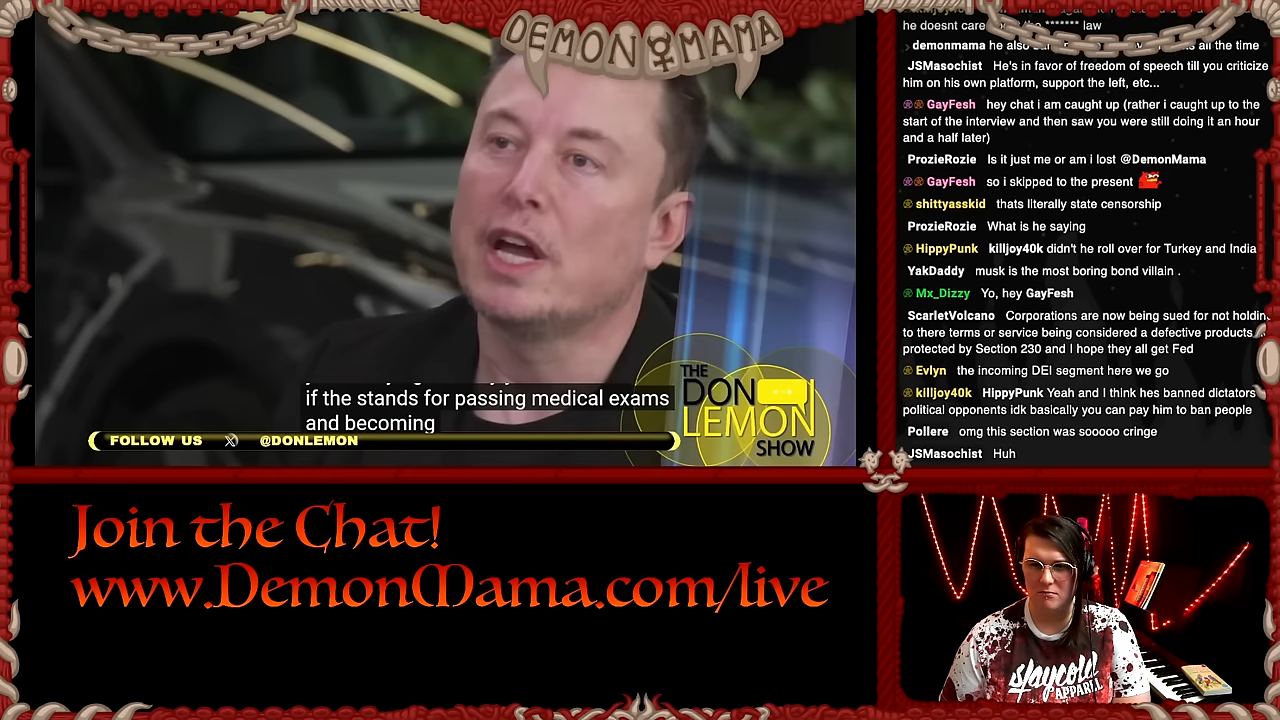 DEMON MAMA
if the stands for passing medical exams
and becoming
FOLLOW US X @DONLEMON
THE
DON
LEMON
SHOW
he doesnt care ******* law
demonmama he also all the time
JSMasochist He's in favor of freedom of speech till you criticize
him on his own platform, support the left, etc...
GayFesh hey chat i am caught up (rather i caught up to the
start of the interview and then saw you were still doing it an hour
and a half later)
ProzieRozie Is it just me or am i lost @DemonMama
GayFesh so i skipped to the present
shittyasskid thats literally state censorship
ProzieRozie What is he saying
HippyPunk killjoy40k didn't he roll over for Turkey and India
YakDaddy musk is the most boring bond villain .
Mx_Dizzy Yo, hey GayFesh
ScarletVolcano Corporations are now being sued for not holdin
to there terms or service being considered a defective products
protected by Section 230 and I hope they all get Fed
Evlyn the incoming DEI segment here we go
killjoy40k HippyPunk Yeah and I think hes banned dictators
political opponents idk basically you can pay him to ban people
Pollere omg this section was sooooo cringe
JSMasochist Huh
Join the Chat!
www.DemonMama.com/live
staycold
APPAREL